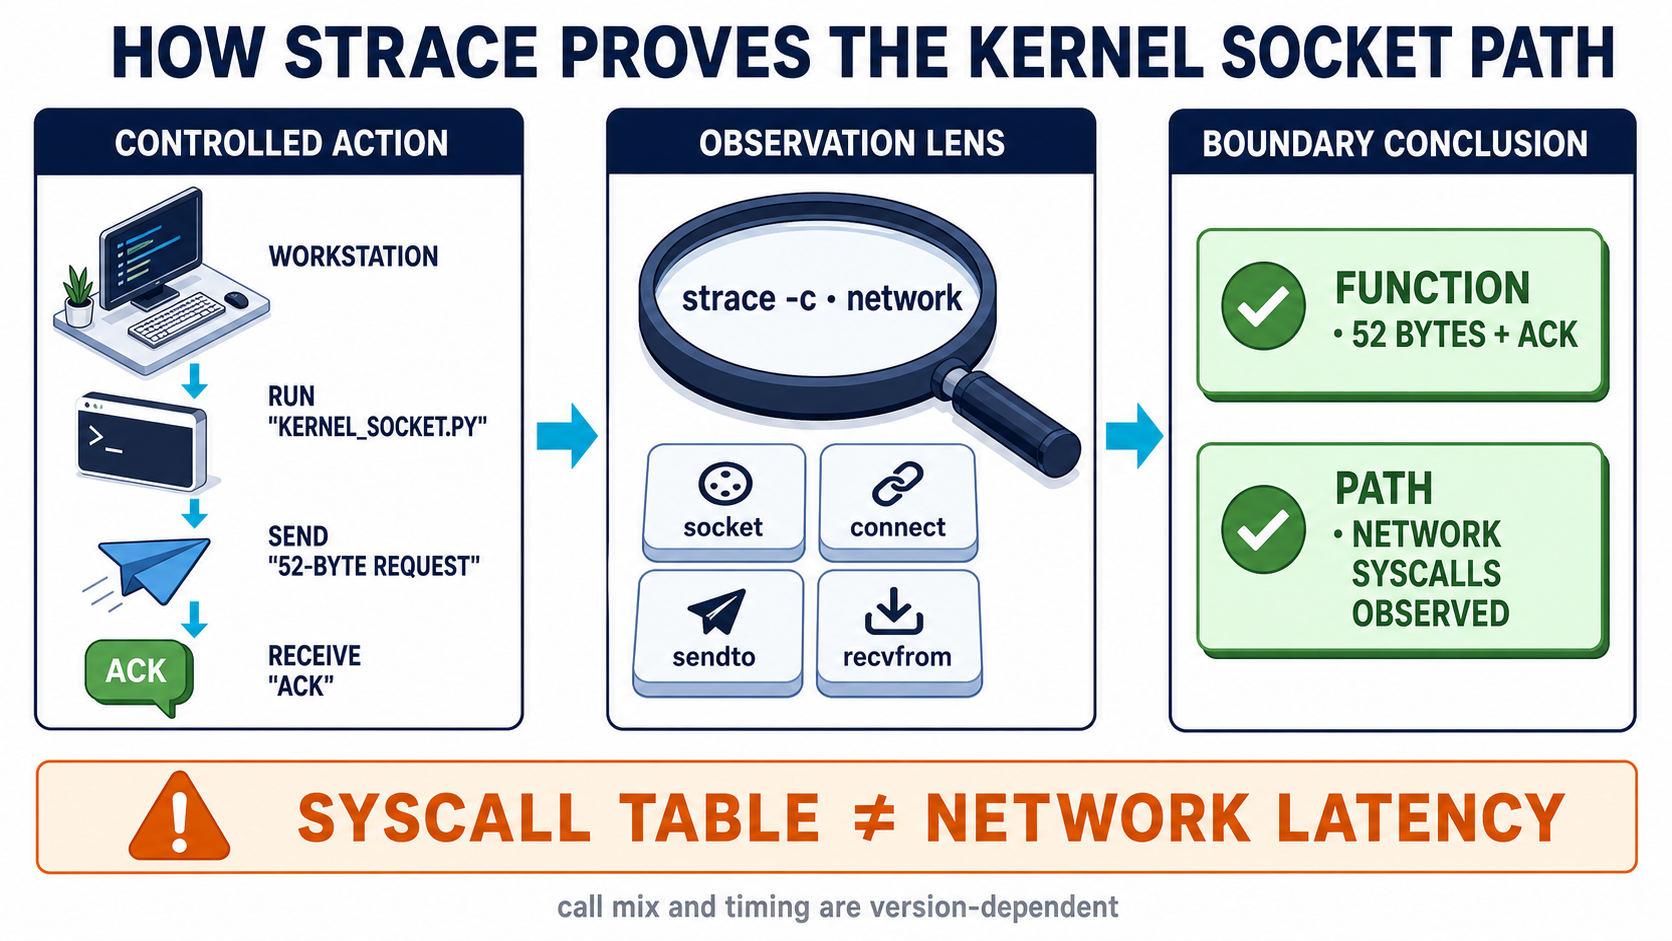 HOW STRACE PROVES THE KERNEL SOCKET PATH
CONTROLLED ACTION
WORKSTATION
>_
RUN
"KERNEL_SOCKET.PY"
SEND
"52-BYTE REQUEST"
ACK
RECEIVE
"ACK"
OBSERVATION LENS
strace -c • network
socket
connect
sendto
recvfrom
BOUNDARY CONCLUSION
FUNCTION
• 52 BYTES + ACK
PATH
• NETWORK
SYSCALLS
OBSERVED
SYSCALL TABLE ≠ NETWORK LATENCY
call mix and timing are version-dependent